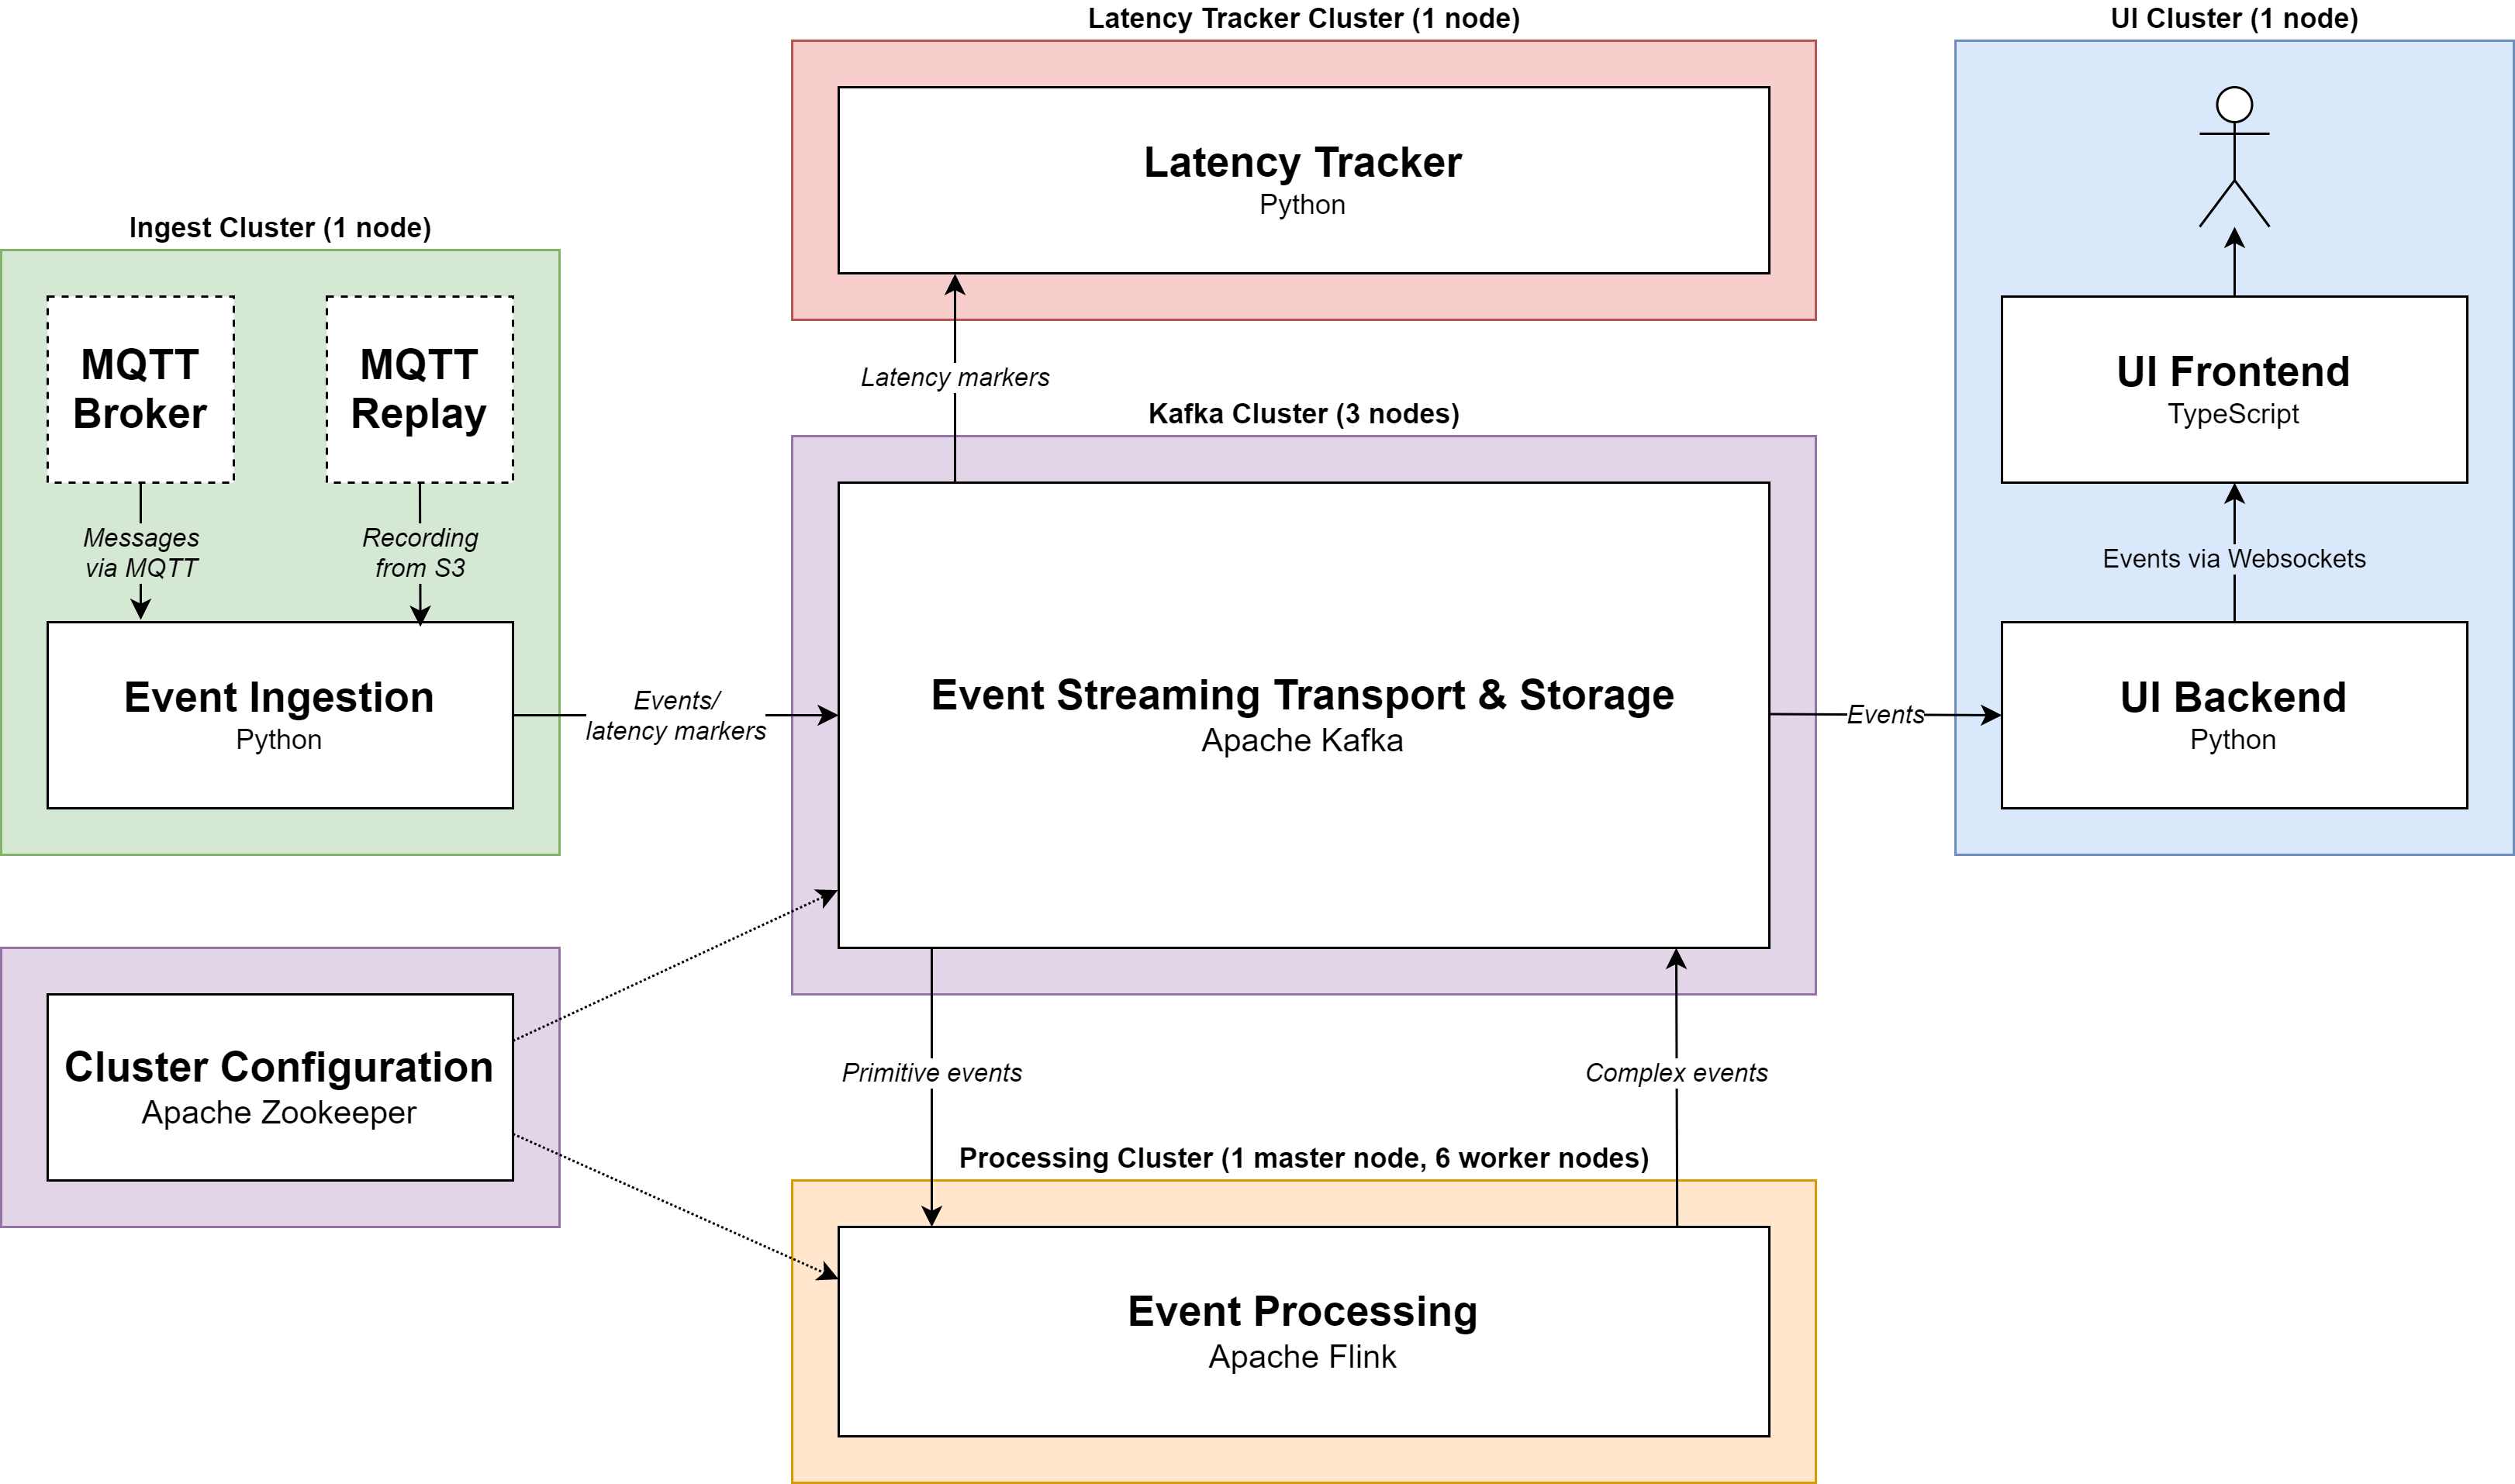 Latency Tracker Cluster (1 node)
UI Cluster (1 node)
Latency Tracker
Python
Ingest Cluster (1 node)
MQTT
Broker
MQTT
Replay
Latency markers
Kafka Cluster (3 nodes)
UI Frontend
TypeScript
Messages
via MQTT
Recording
from S3
Events via Websockets
Event Ingestion
Python
Events/
latency markers
Event Streaming Transport & Storage
Apache Kafka
Events
UI Backend
Python
Cluster Configuration
Apache Zookeeper
Primitive events
Complex events
Processing Cluster (1 master node, 6 worker nodes)
Event Processing
Apache Flink